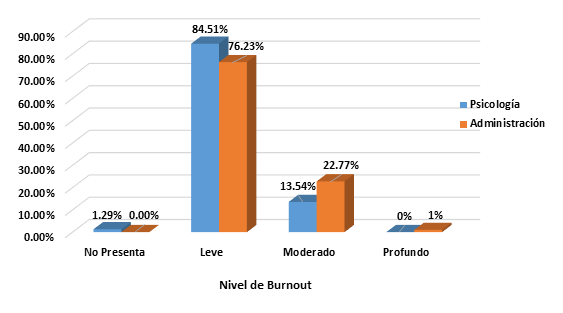 84.51%
90.00%
76.23%
80.00%
70.00%
60.00%
Psicología
50.00%
Administración
40.00%
30.00%
22.77%
20.00%
13.54%
10.00%
1.29%
0.00%
0%
1%
0.00%
No Presenta
Leve
Moderado
Profundo
Nivel de Burnout